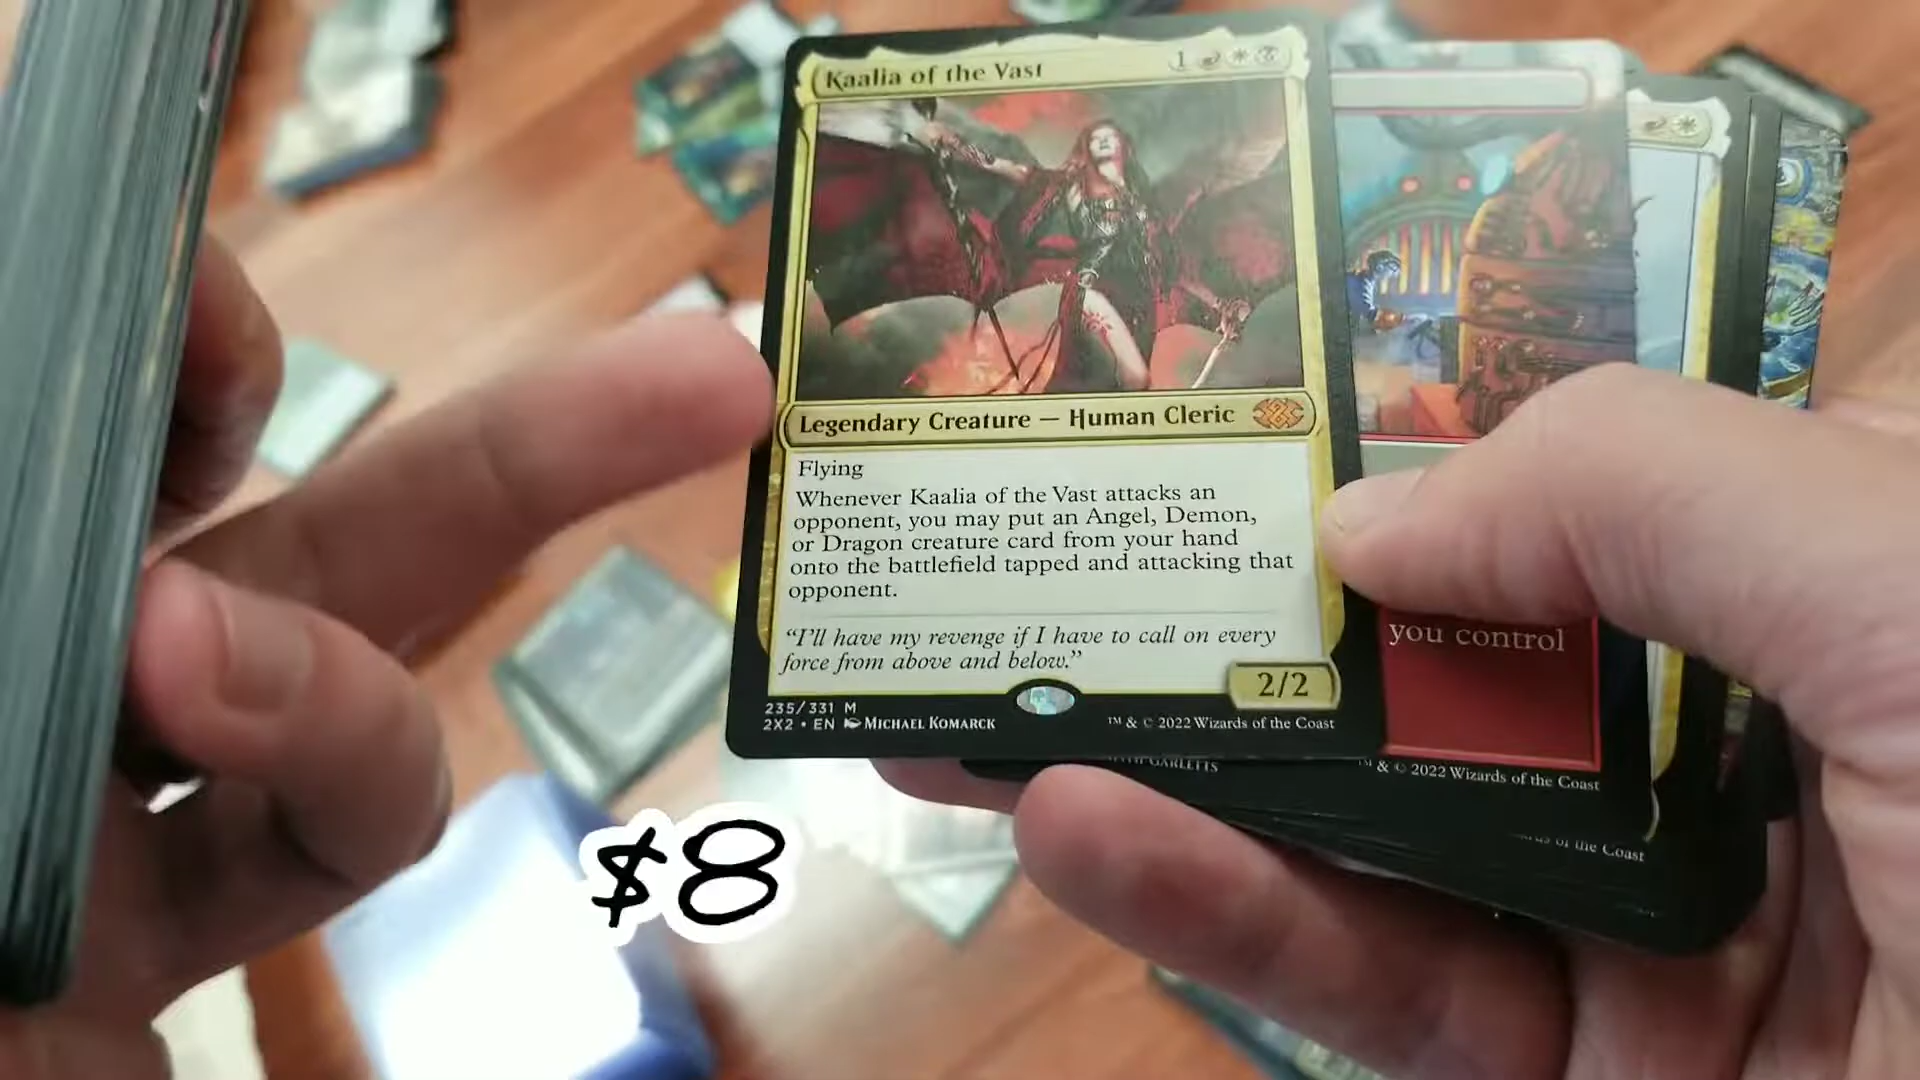 Kaalia of the Vast 1
Legendary Creature — Human Cleric
Flying
Whenever Kaalia of the Vast attacks an
opponent, you may put an Angel, Demon,
or Dragon creature card from your hand
onto the battlefield tapped and attacking that
opponent.
“I'll have my revenge if I have to call on every
force from above and below.”
2/2
235/331 M
2X2 • EN MICHAEL KOMARCK
™ & © 2022 Wizards of the Coast
you control
GARLETTS
™ & © 2022 Wizards of the Coast
of the Coast
$8